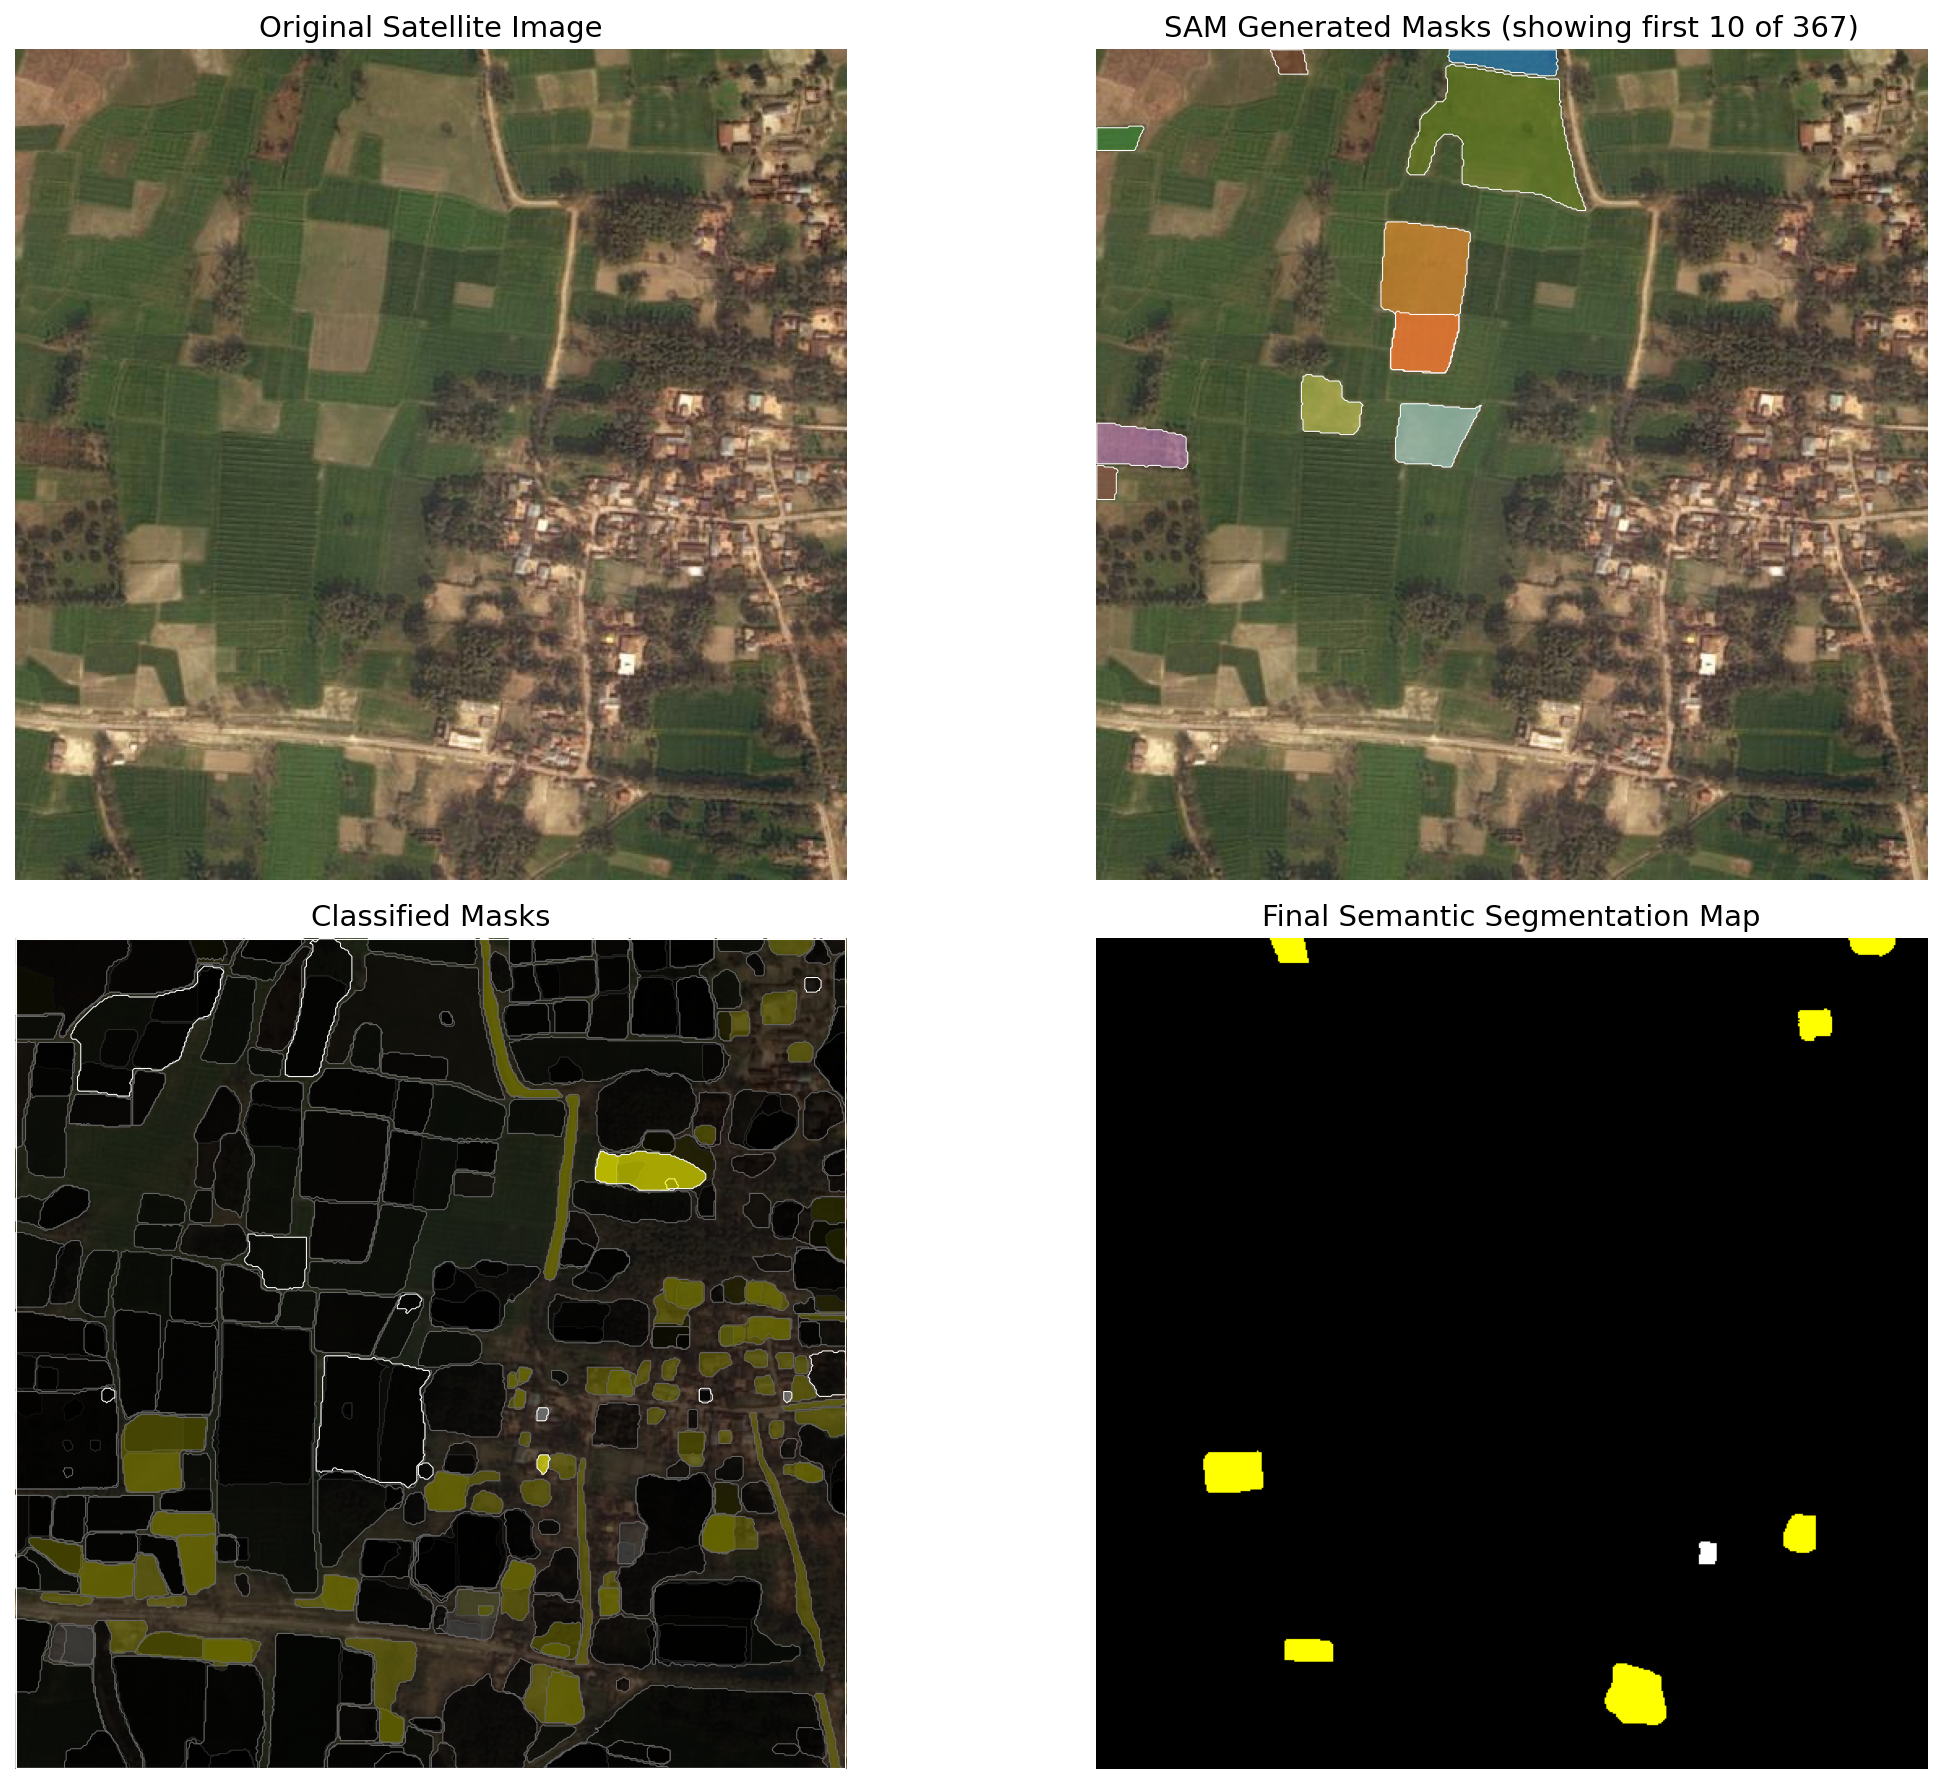 Original Satellite Image
SAM Generated Masks (showing first 10 of 367)
Classified Masks
Final Semantic Segmentation Map